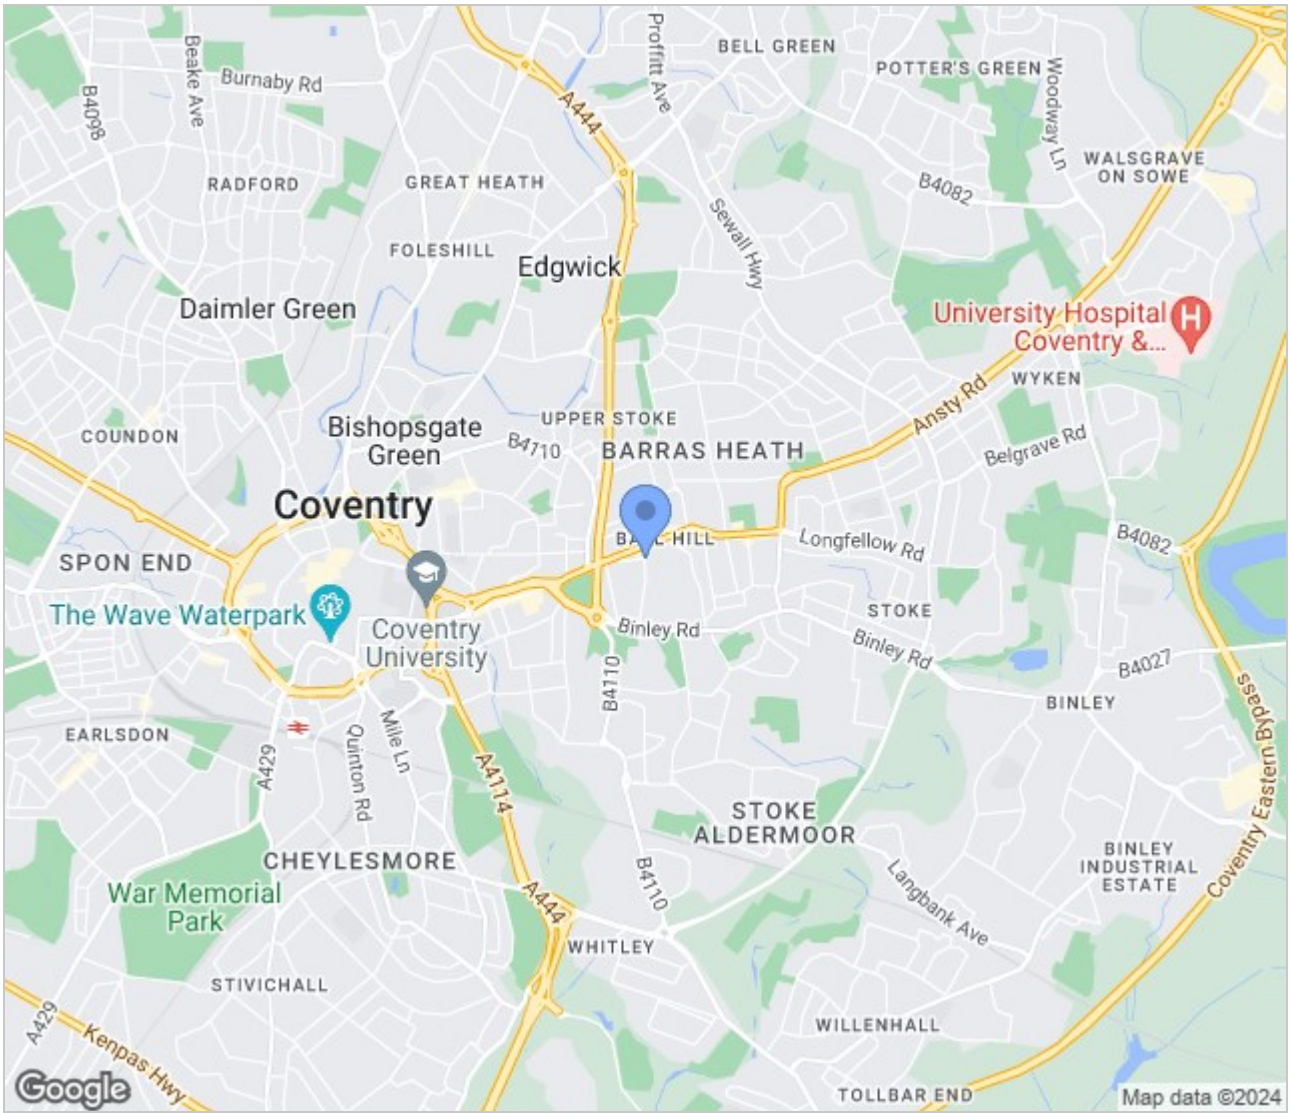 BELL GREEN
Proffitt Ave
POTTER'S GREEN
Beake Ave
Burnaby Rd
B4098
A444
Woodway Ln
WALSGRAVE
ON SOWE
RADFORD
GREAT HEATH
B4082
Sewall Hwy
FOLESHILL
Edgwick
Daimler Green
University Hospital
Coventry &...
H
WYKEN
Ansty Rd
UPPER STOKE
Bishopsgate
Green
COUNDON
B4710
BARRAS HEATH
Belgrave Rd
Coventry
HILL
Longfellow Rd
B4082
SPON END
The Wave Waterpark
STOKE
Coventry
University
Binley Rd
Binley Rd
B4027
B4110
BINLEY
EARLSDON
Mile Ln
Quinton Rd
A429
A4114
Coventry Eastern Bypass
STOKE
ALDERMOOR
CHEYLESMORE
BINLEY
INDUSTRIAL
ESTATE
War Memorial
Park
B4110
A444
Langbank Ave
WHITLEY
STIVICHALL
A429
Kenpas Hwy
WILLENHALL
TOLLBAR END
Google
Map data ©2024